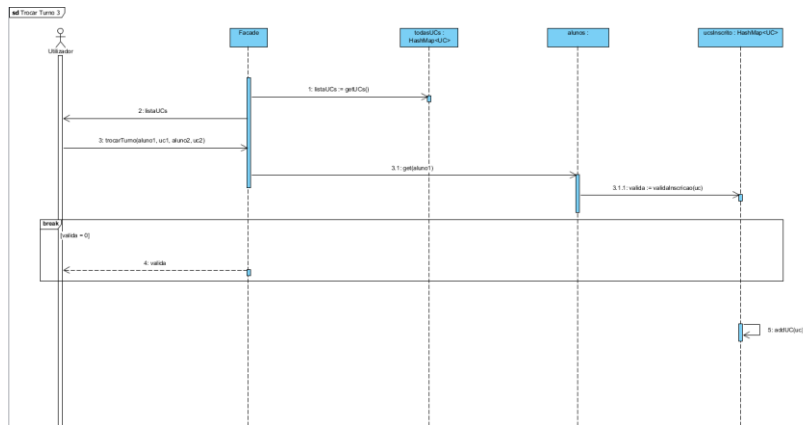 sd Trocar Turno 3
Utilizador
Facade
todasUCs :
HashMap<UC>
alunos :
ucsInscrito : HashMap<UC>
1: listaUCs := getUCs()
2: listaUCs
3: trocarTurno(aluno1, uc1, aluno2, uc2)
3.1: get(aluno1)
3.1.1: valida := validaInscricao(uc)
break
[valida = 0]
4: valida
5: addUC(uc)